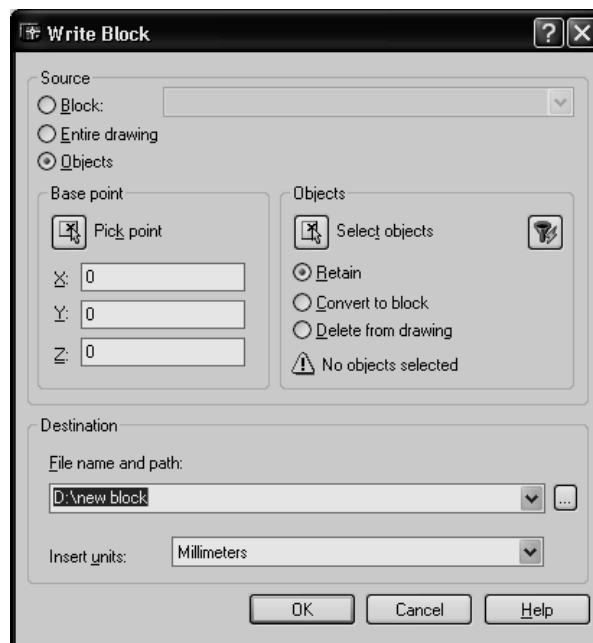 Write Block
Source
Block:
Entire drawing
Objects
Base point
Pick point
X: 0
Y: 0
Z: 0
Objects
Select objects
Retain
Convert to block
Delete from drawing
No objects selected
Destination
File name and path:
D:\new block
...
Insert units: Millimeters
OK Cancel Help